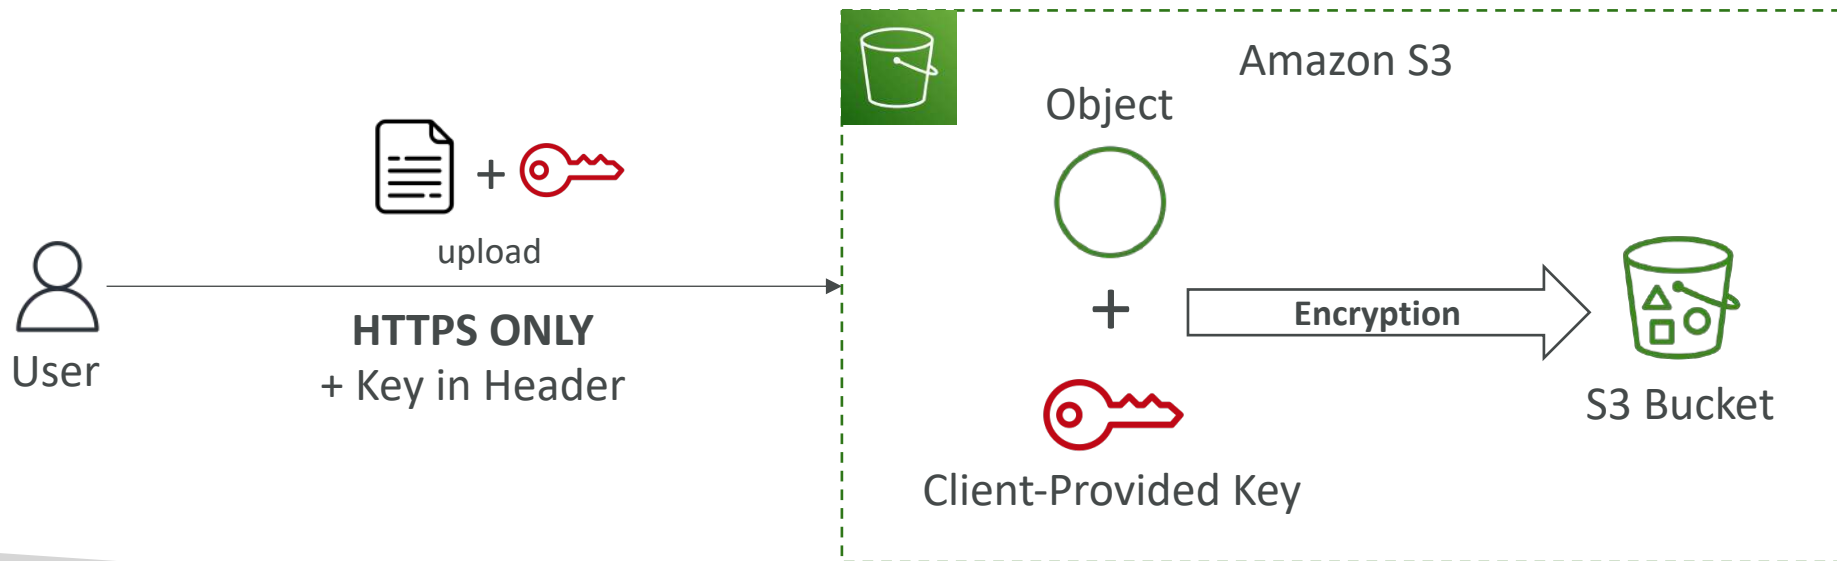 Amazon S3
Object
+
upload
HTTPS ONLY
+ Key in Header
User
+
Encryption
S3 Bucket
Client-Provided Key